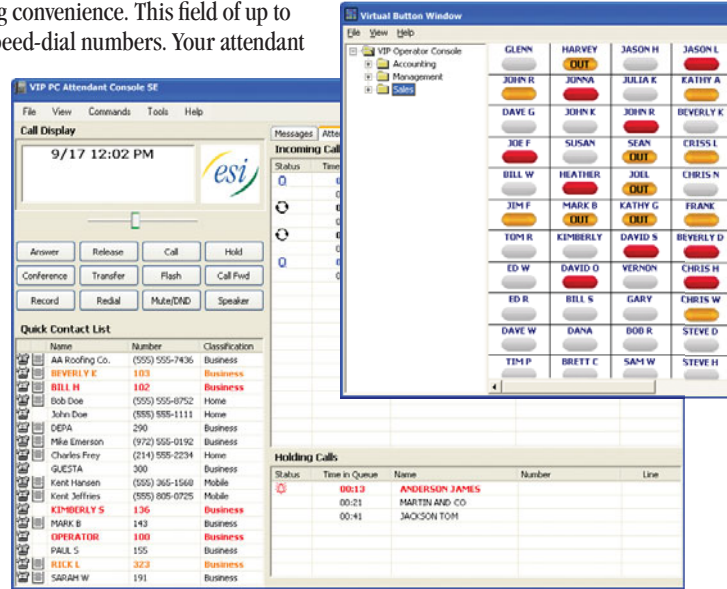 ng convenience. This field of up to
peed-dial numbers. Your attendant
Virtual Button Window
File View Help
VIP Operator Console
Accounting
Management
Sales
GLENN HARVEY JASON H JASON L
OUT
JOHN R JONNA JULIA K KATHY A
DAVE G JOHN K JOHN R BEVERLY K
JOE F SUSAN SEAN CRISS L
OUT
BILL W HEATHER JOEL CHRIS N
OUT
JIM F MARK B KATHY G FRANK
OUT OUT
TOM R KIMBERLY DAVID S BEVERLY D
ED W DAVID O VERNON CHRIS H
ED R BILL S GARY CHRIS W
DAVE W DANA BOB R STEVE D
TIM P BRETT C SAM W STEVE H
VIP PC Attendant Console SE
File View Commands Tools Help
Call Display
9/17 12:02 PM
esi
Answer Release Call Hold
Conference Transfer Flash Call Fwd
Record Redial Mute/DND Speaker
Quick Contact List
Name Number Classification
AA Roofing Co. (555) 555-7436 Business
BEVERLY K 103 Business
BILL H 102 Business
Bob Doe (555) 555-8752 Home
John Doe (555) 555-1111 Home
DEPA 290 Business
Mike Emerson (972) 555-0192 Business
Charles Frey (214) 555-2234 Home
GUESTA 300 Business
Kent Hansen (555) 365-1568 Mobile
Kent Jeffries (555) 805-0725 Mobile
KIMBERLY S 136 Business
MARK B 143 Business
OPERATOR 100 Business
PAUL S 155 Business
RICK L 323 Business
SARAH W 191 Business
Messages Atte
Incoming Call
Status Time
Holding Calls
Status Time in Queue Name Number Line
00:13 ANDERSON JAMES
00:21 MARTIN AND CO
00:41 JACKSON TOM